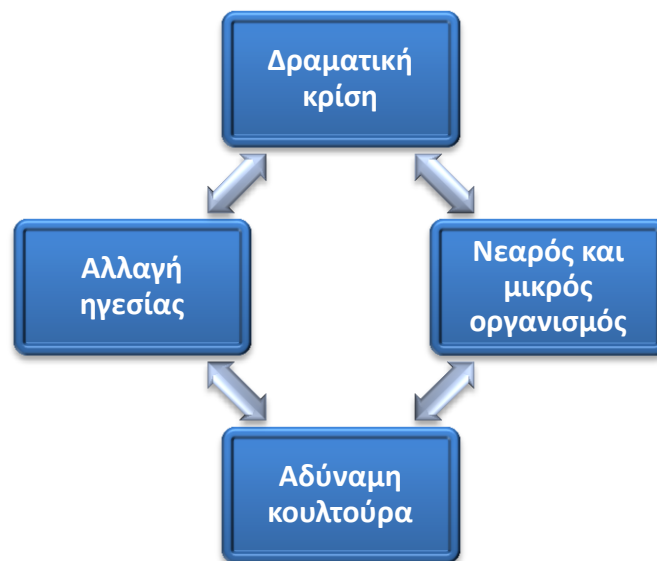 Δραματική
κρίση
Αλλαγή
ηγεσίας
Νεαρός και
μικρός
οργανισμός
Αδύναμη
κουλτούρα